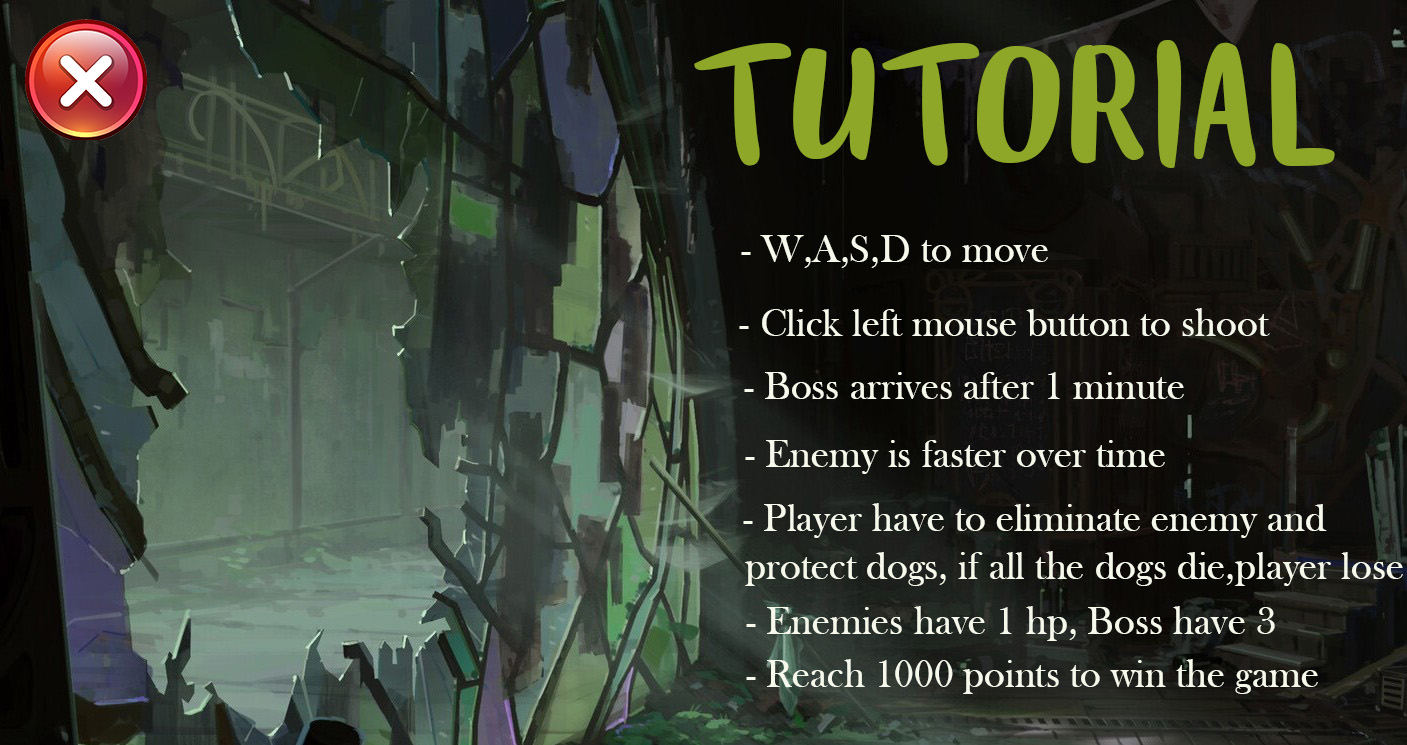 TUTORIAL
- W,A,S,D to move
- Click left mouse button to shoot
- Boss arrives after 1 minute
- Enemy is faster over time
- Player have to eliminate enemy and
protect dogs, if all the dogs die,player lose
- Enemies have 1 hp, Boss have 3
- Reach 1000 points to win the game